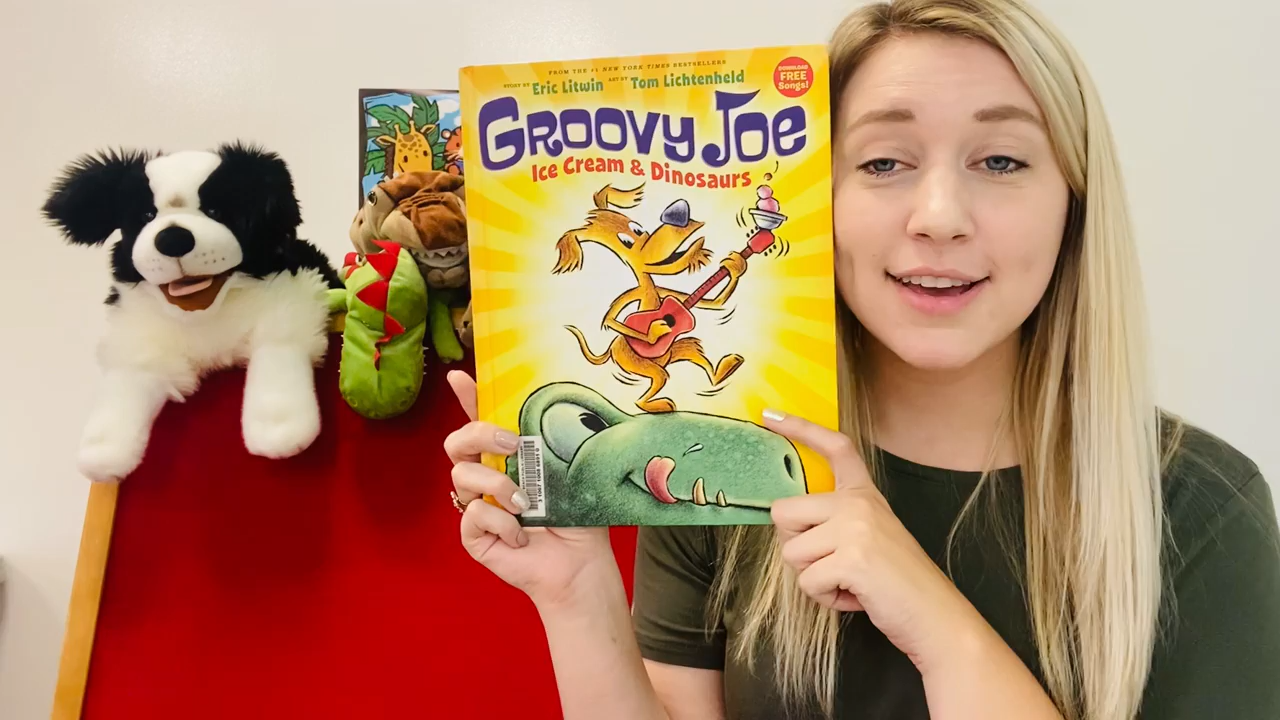 FROM THE #1 NEW YORK TIMES BESTSELLERS
STORY BY Eric Litwin ART BY Tom Lichtenheld
DOWNLOAD
FREE
Songs!
GROOVY JOE
Ice Cream & Dinosaurs